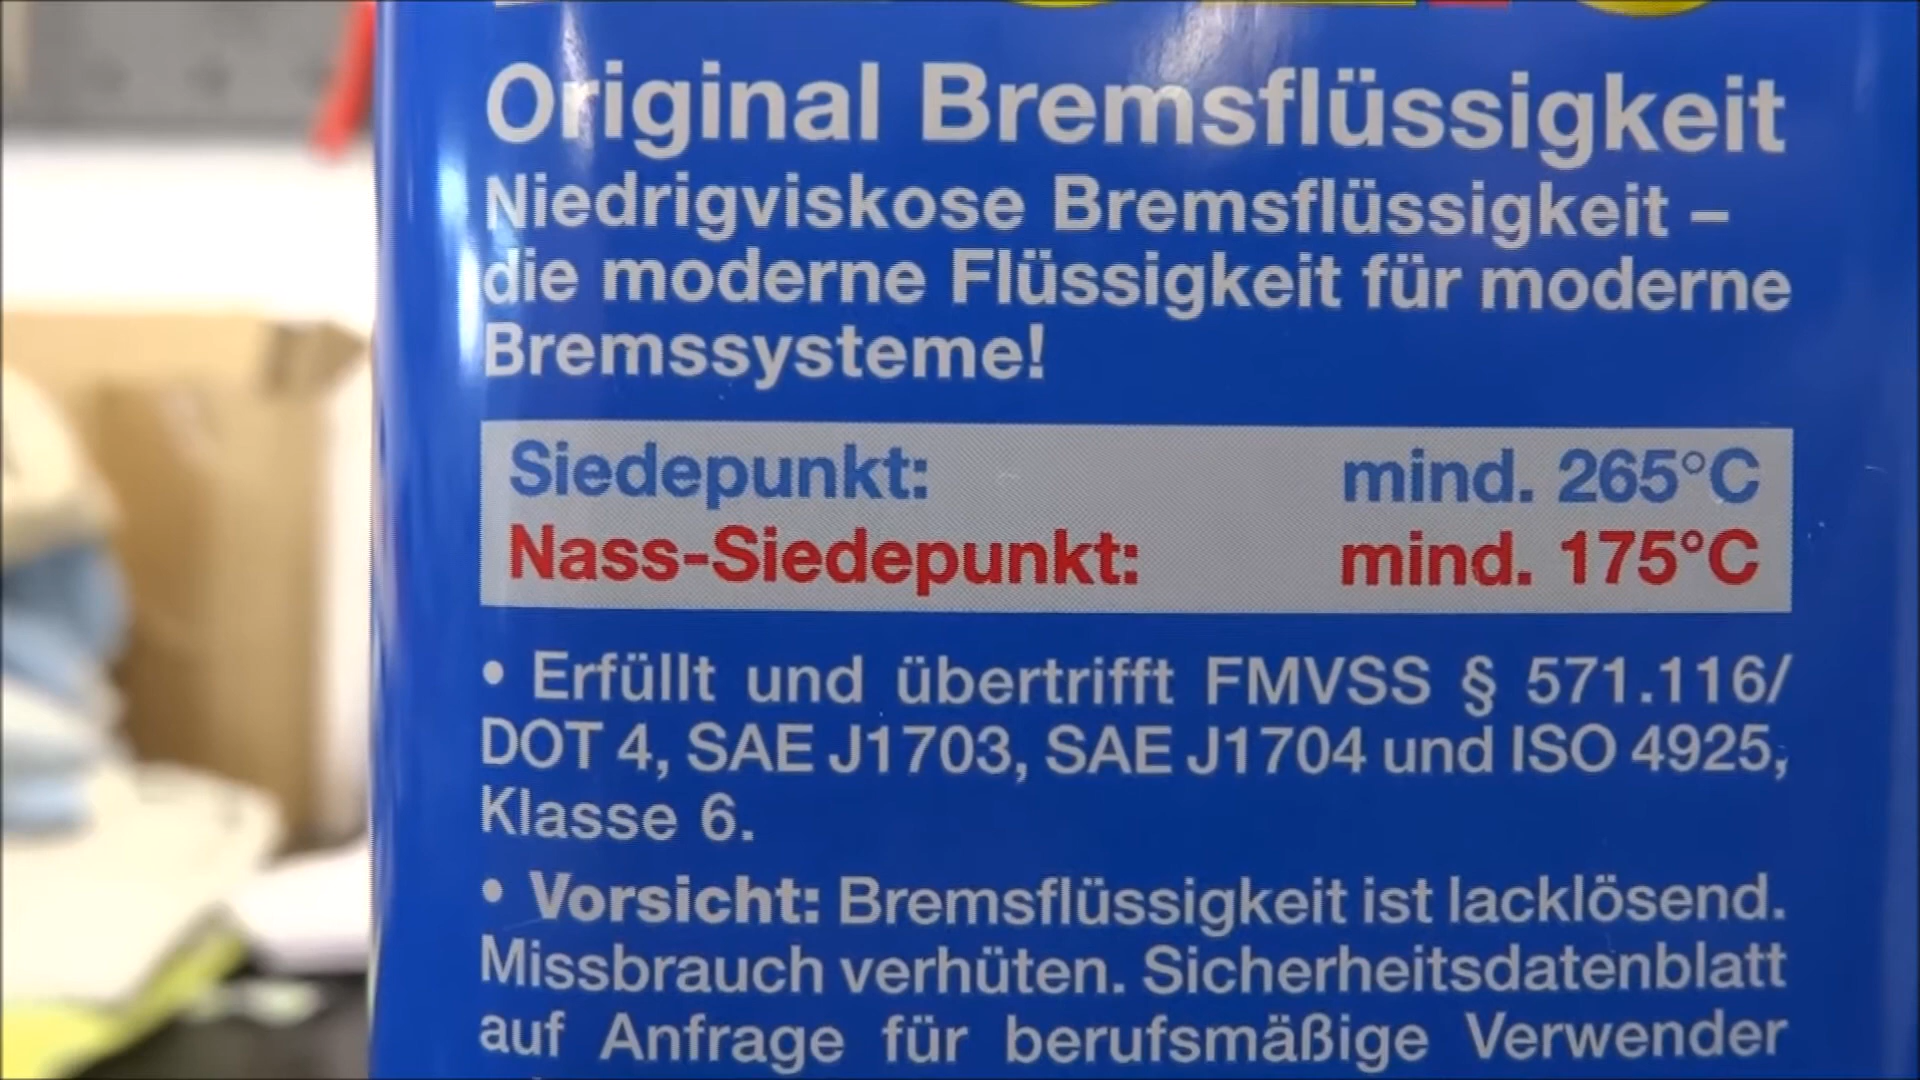 Original Bremsflüssigkeit
Niedrigviskose Bremsflüssigkeit –
die moderne Flüssigkeit für moderne
Bremssysteme!
Siedepunkt: mind. 265°C
Nass-Siedepunkt: mind. 175°C
• Erfüllt und übertrifft FMVSS § 571.116/
DOT 4, SAE J1703, SAE J1704 und ISO 4925,
Klasse 6.
• Vorsicht: Bremsflüssigkeit ist lacklösend.
Missbrauch verhüten. Sicherheitsdatenblatt
auf Anfrage für berufsmäßige Verwender